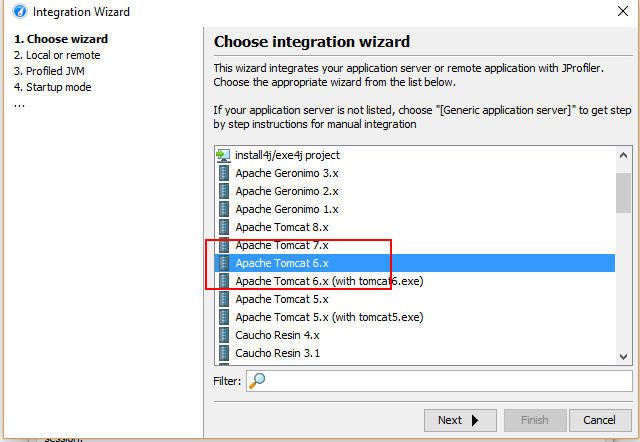 Integration Wizard
1. Choose wizard
2. Local or remote
3. Profiled JVM
4. Startup mode
...
Choose integration wizard
This wizard integrates your application server or remote application with JProfiler.
Choose the appropriate wizard from the list below.
If your application server is not listed, choose "[Generic application server]" to get step
by step instructions for manual integration
install4j/exe4j project
Apache Geronimo 3.x
Apache Geronimo 2.x
Apache Geronimo 1.x
Apache Tomcat 8.x
Apache Tomcat 7.x
Apache Tomcat 6.x
Apache Tomcat 6.x (with tomcat6.exe)
Apache Tomcat 5.x
Apache Tomcat 5.x (with tomcat5.exe)
Caucho Resin 4.x
Caucho Resin 3.1
Filter:
Next
Finish
Cancel
session.